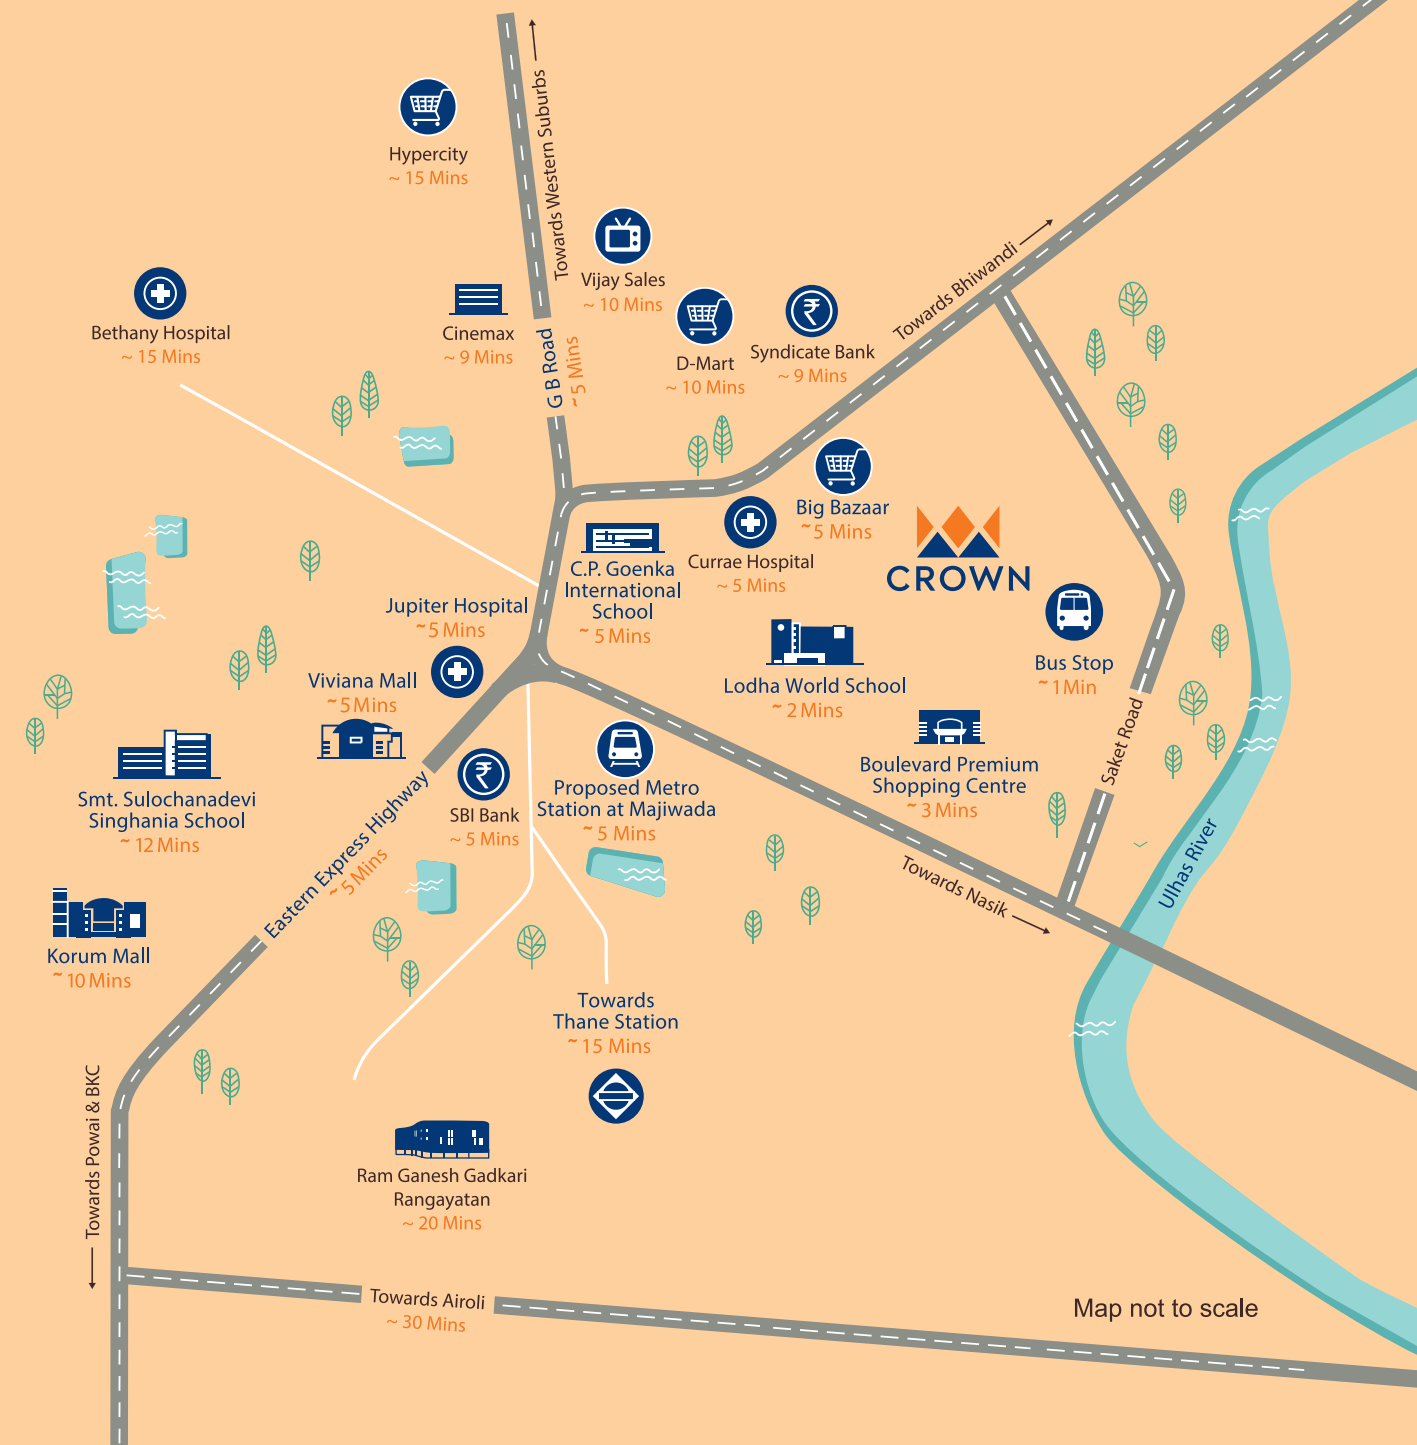 Towards Western Suburbs
Hypercity
~ 15 Mins
Vijay Sales
~ 10 Mins
Towards Bhiwandi
Bethany Hospital
~ 15 Mins
Cinemax
~ 9 Mins
G B Road
~ 5 Mins
D-Mart
~ 10 Mins
Syndicate Bank
~ 9 Mins
Big Bazaar
~ 5 Mins
C.P. Goenka
International
School
~ 5 Mins
Currae Hospital
~ 5 Mins
CROWN
Jupiter Hospital
~ 5 Mins
Viviana Mall
~ 5 Mins
Lodha World School
~ 2 Mins
Bus Stop
~ 1 Min
Saket Road
Smt. Sulochanadevi
Singhania School
~ 12 Mins
SBI Bank
~ 5 Mins
Proposed Metro
Station at Majiwada
~ 5 Mins
Boulevard Premium
Shopping Centre
~ 3 Mins
Eastern Express Highway
~ 5 Mins
Towards Nasik
Ulhas River
Korum Mall
~ 10 Mins
Towards
Thane Station
~ 15 Mins
Towards Powai & BKC
Ram Ganesh Gadkari
Rangayatan
~ 20 Mins
Towards Airoli
~ 30 Mins
Map not to scale